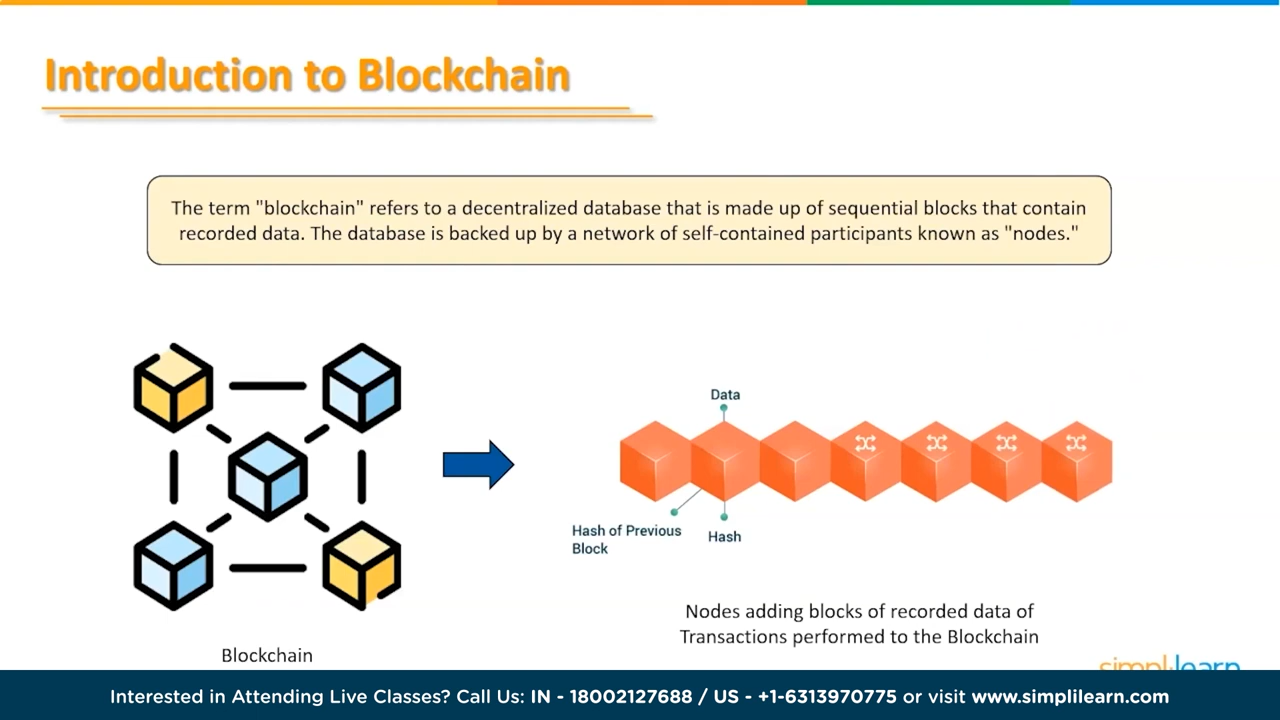 Introduction to Blockchain
The term "blockchain" refers to a decentralized database that is made up of sequential blocks that contain
recorded data. The database is backed up by a network of self-contained participants known as "nodes."
Data
Hash of Previous
Block
Hash
Nodes adding blocks of recorded data of
Transactions performed to the Blockchain
Blockchain
simplilearn
Interested in Attending Live Classes? Call Us: IN - 18002127688 / US - +1-6313970775 or visit www.simplilearn.com